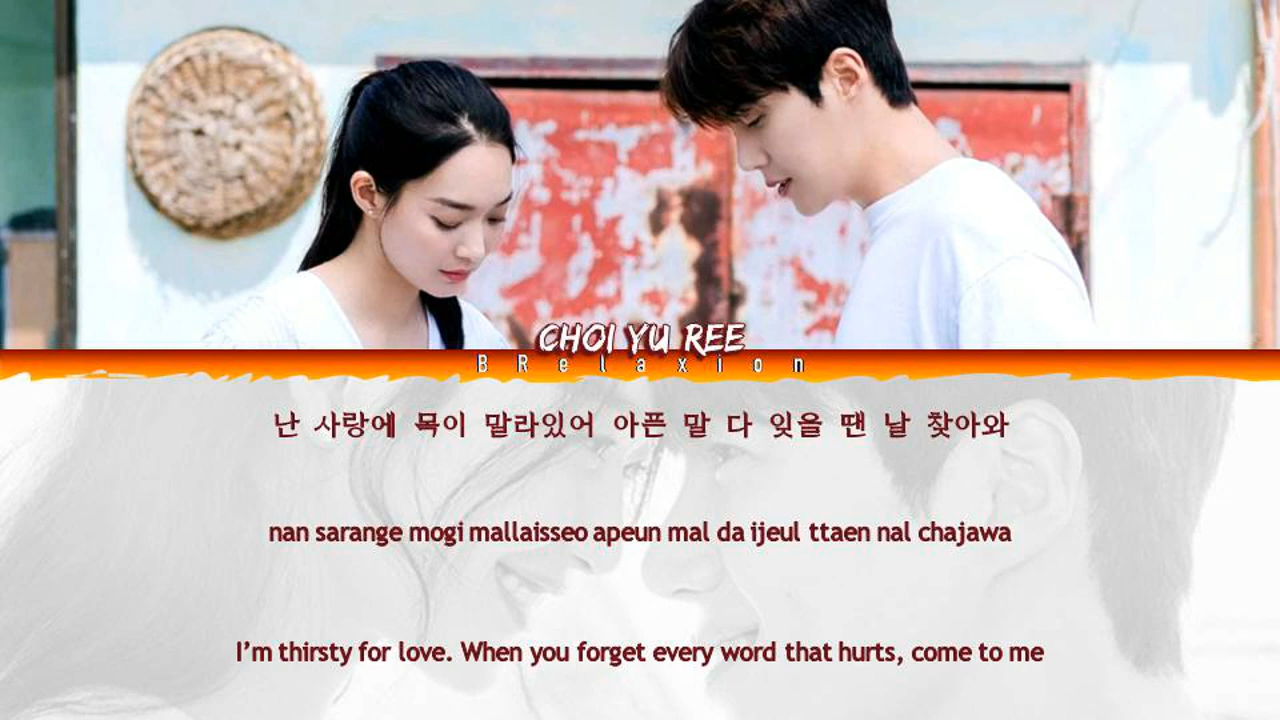 CHOI YU REE
BRelaxion
난 사랑에 목이 말라있어 아픈 말 다 잊을 땐 날 찾아와
nan sarange mogi mallaisseo apeun mal da ijeul ttaen nal chajawa
I'm thirsty for love. When you forget every word that hurts, come to me